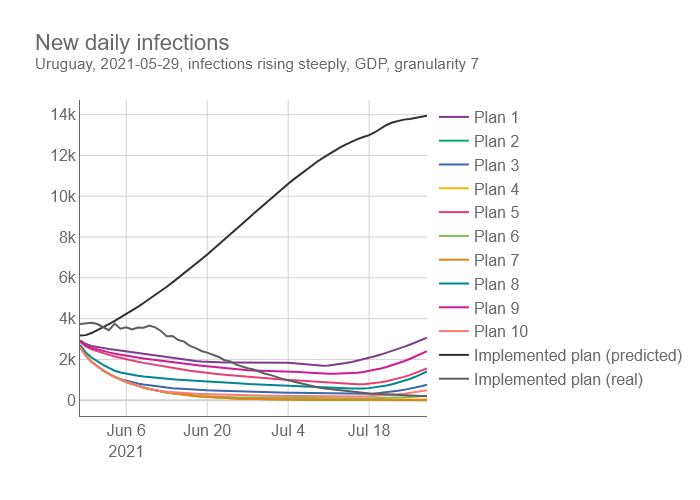 New daily infections
Uruguay, 2021-05-29, infections rising steeply, GDP, granularity 7
14k
12k
10k
8k
6k
4k
2k
0
Jun 6
2021
Jun 20
Jul 4
Jul 18
Plan 1
Plan 2
Plan 3
Plan 4
Plan 5
Plan 6
Plan 7
Plan 8
Plan 9
Plan 10
Implemented plan (predicted)
Implemented plan (real)